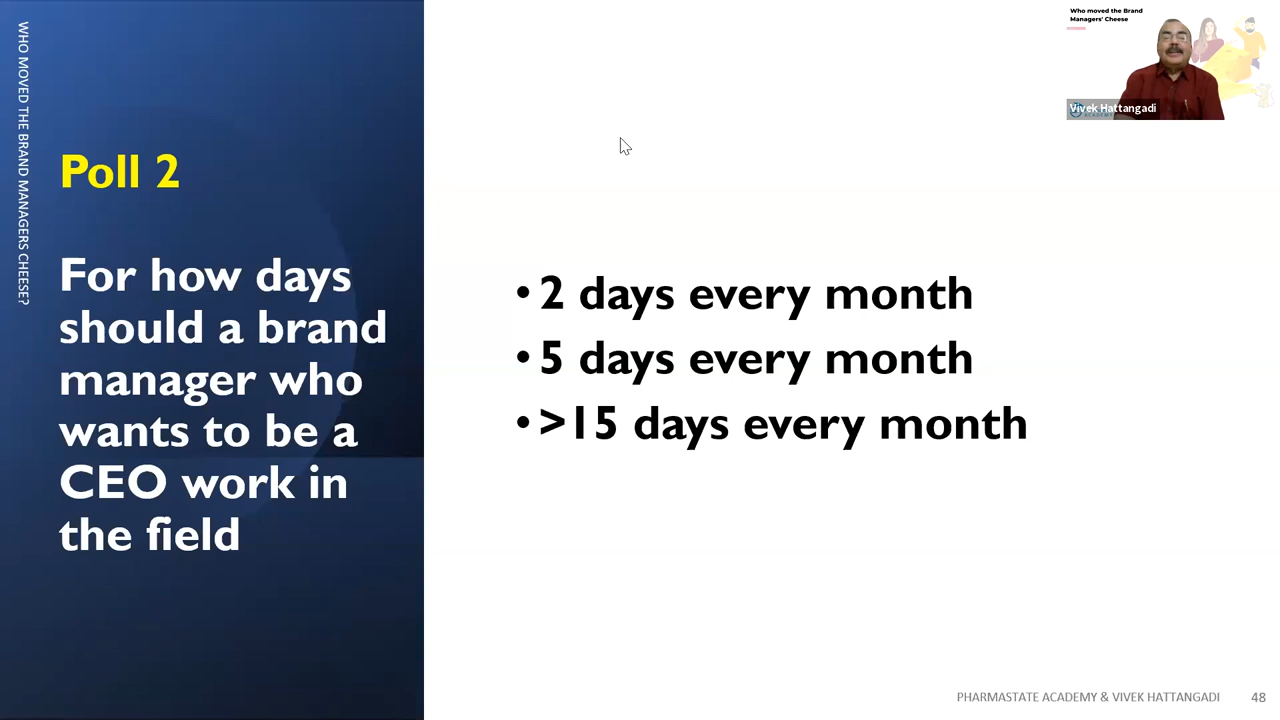 WHO MOVED THE BRAND MANAGERS CHEESE?
Poll 2
For how days
should a brand
manager who
wants to be a
CEO work in
the field
• 2 days every month
• 5 days every month
• >15 days every month
Who moved the Brand
Managers' Cheese
Vivek Hattangadi
ACADEMY
PHARMASTATE ACADEMY & VIVEK HATTANGADI
48